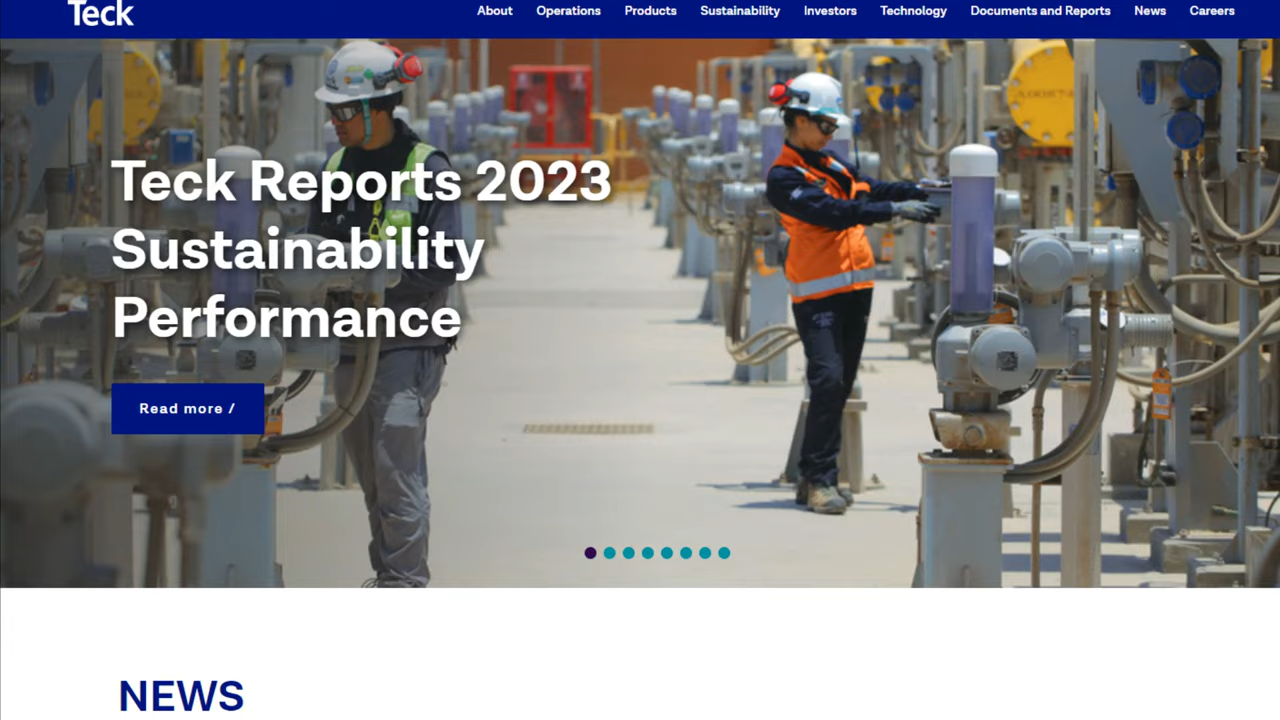 Teck
About Operations Products Sustainability Investors Technology Documents and Reports News Careers
Teck Reports 2023
Sustainability
Performance
Read more /
NEWS